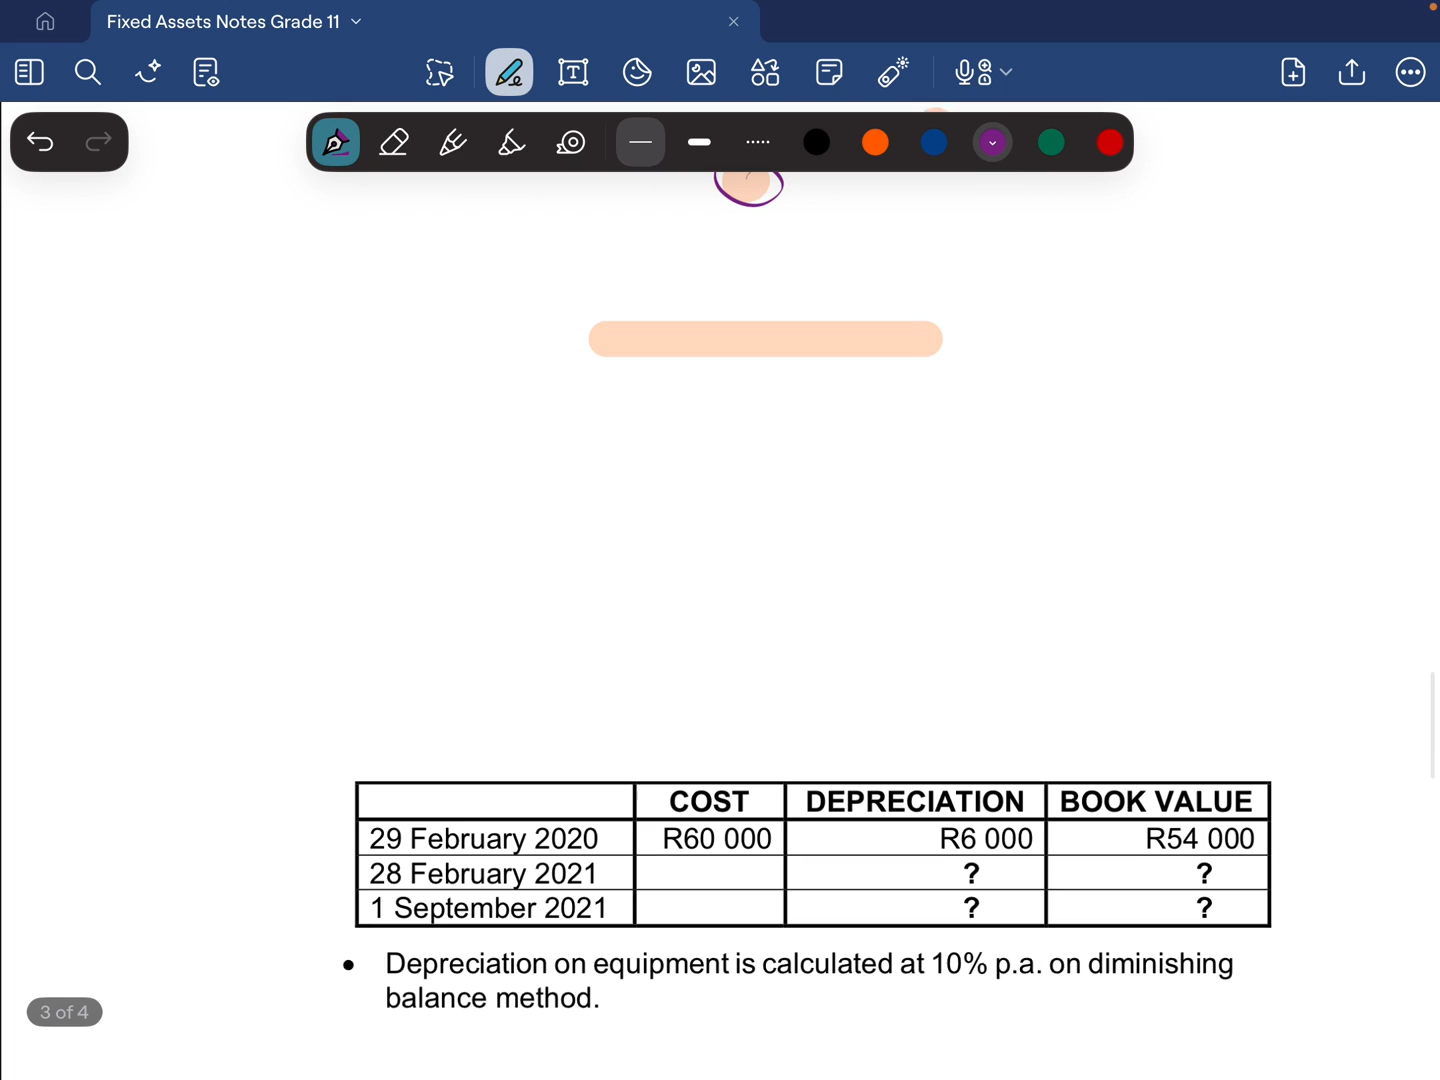 Fixed Assets Notes Grade 11
COST DEPRECIATION BOOK VALUE
29 February 2020 R60 000 R6 000 R54 000
28 February 2021 ? ?
1 September 2021 ? ?
• Depreciation on equipment is calculated at 10% p.a. on diminishing
balance method.
3 of 4